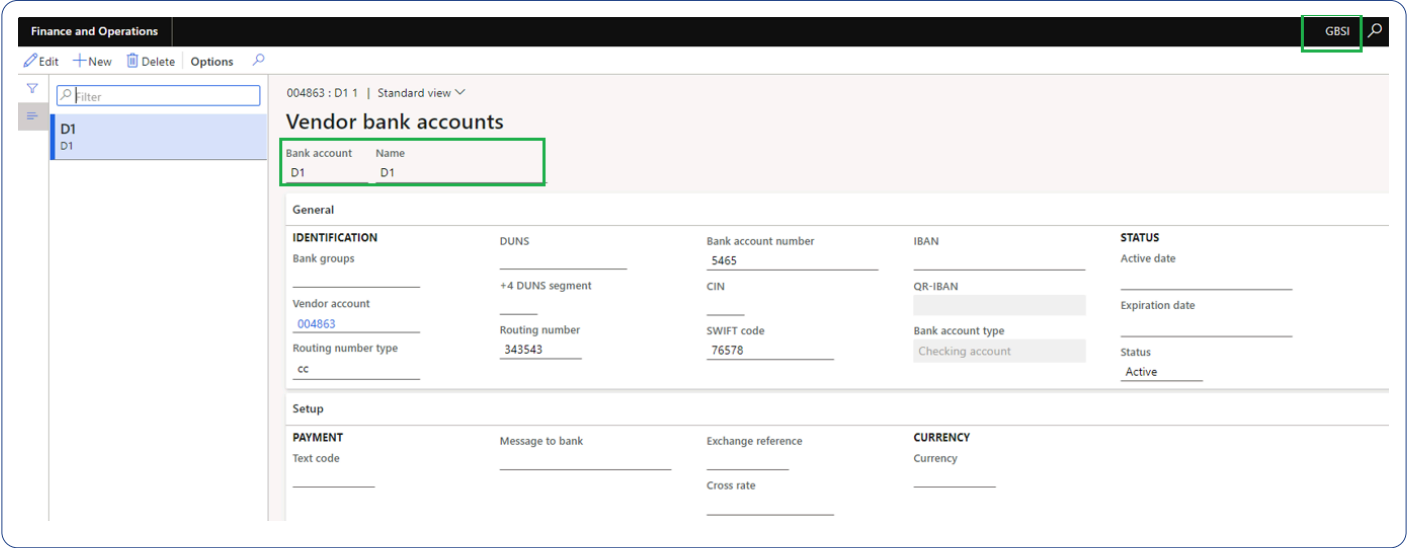 Finance and Operations GBSI
Edit New Delete Options
Filter
D1
D1
004863 : D1 1 | Standard view
Vendor bank accounts
Bank account Name
D1 D1
General
IDENTIFICATION
Bank groups
Vendor account
004863
Routing number type
cc
DUNS
+4 DUNS segment
Routing number
343543
Bank account number
5465
CIN
SWIFT code
76578
IBAN
QR-IBAN
Bank account type
Checking account
STATUS
Active date
Expiration date
Status
Active
Setup
PAYMENT
Text code
Message to bank
Exchange reference
Cross rate
CURRENCY
Currency